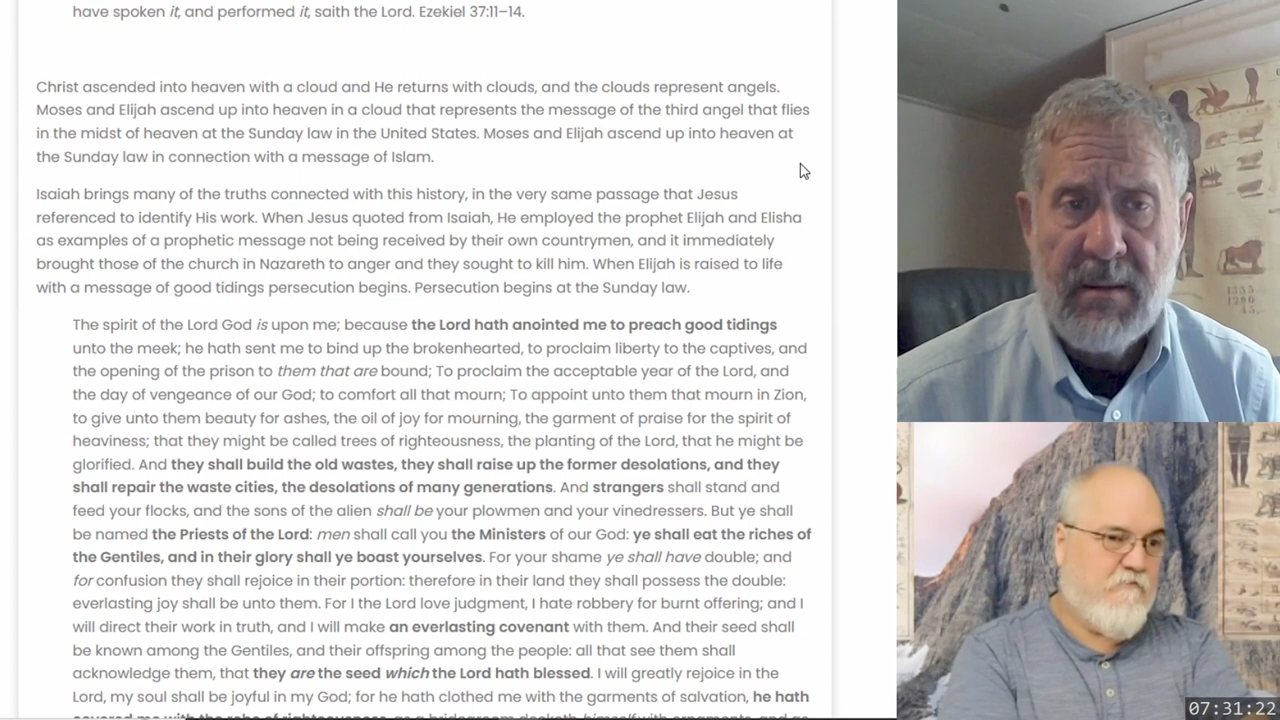 have spoken it, and performed it, saith the Lord. Ezekiel 37:11–14.
Christ ascended into heaven with a cloud and He returns with clouds, and the clouds represent angels.
Moses and Elijah ascend up into heaven in a cloud that represents the message of the third angel that flies
in the midst of heaven at the Sunday law in the United States. Moses and Elijah ascend up into heaven at
the Sunday law in connection with a message of Islam.
Isaiah brings many of the truths connected with this history, in the very same passage that Jesus
referenced to identify His work. When Jesus quoted from Isaiah, He employed the prophet Elijah and Elisha
as examples of a prophetic message not being received by their own countrymen, and it immediately
brought those of the church in Nazareth to anger and they sought to kill him. When Elijah is raised to life
with a message of good tidings persecution begins. Persecution begins at the Sunday law.
The spirit of the Lord God is upon me; because the Lord hath anointed me to preach good tidings
unto the meek; he hath sent me to bind up the brokenhearted, to proclaim liberty to the captives, and
the opening of the prison to them that are bound; To proclaim the acceptable year of the Lord, and
the day of vengeance of our God; to comfort all that mourn; To appoint unto them that mourn in Zion,
to give unto them beauty for ashes, the oil of joy for mourning, the garment of praise for the spirit of
heaviness; that they might be called trees of righteousness, the planting of the Lord, that he might be
glorified. And they shall build the old wastes, they shall raise up the former desolations, and they
shall repair the waste cities, the desolations of many generations. And strangers shall stand and
feed your flocks, and the sons of the alien shall be your plowmen and your vinedressers. But ye shall
be named the Priests of the Lord: men shall call you the Ministers of our God: ye shall eat the riches of
the Gentiles, and in their glory shall ye boast yourselves. For your shame ye shall have double; and
for confusion they shall rejoice in their portion: therefore in their land they shall possess the double:
everlasting joy shall be unto them. For I the Lord love judgment, I hate robbery for burnt offering; and I
will direct their work in truth, and I will make an everlasting covenant with them. And their seed shall
be known among the Gentiles, and their offspring among the people: all that see them shall
acknowledge them, that they are the seed which the Lord hath blessed. I will greatly rejoice in the
Lord, my soul shall be joyful in my God; for he hath clothed me with the garments of salvation, he hath
covered me with the robe of righteousness, as a bridegroom decketh himself with ornaments, and as
1335
1290
45
07:31:22